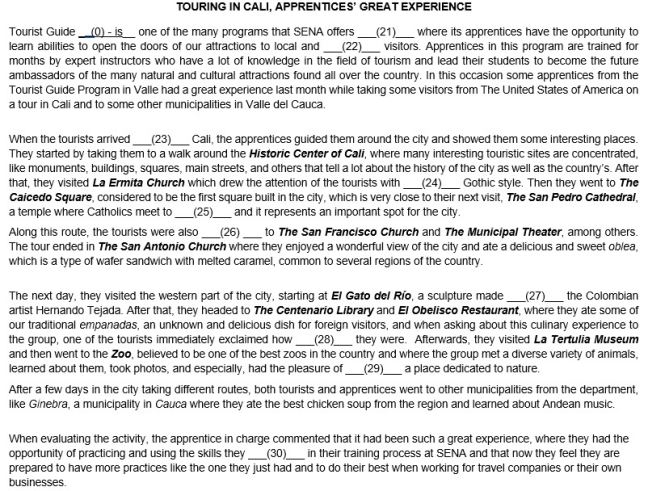 TOURING IN CALI, APPRENTICES' GREAT EXPERIENCE
Tourist Guide __(0) - is__ one of the many programs that SENA offers ___(21)___ where its apprentices have the opportunity to
learn abilities to open the doors of our attractions to local and ___(22)___ visitors. Apprentices in this program are trained for
months by expert instructors who have a lot of knowledge in the field of tourism and lead their students to become the future
ambassadors of the many natural and cultural attractions found all over the country. In this occasion some apprentices from the
Tourist Guide Program in Valle had a great experience last month while taking some visitors from The United States of America on
a tour in Cali and to some other municipalities in Valle del Cauca.
When the tourists arrived ___(23)___ Cali, the apprentices guided them around the city and showed them some interesting places.
They started by taking them to a walk around the Historic Center of Cali, where many interesting touristic sites are concentrated,
like monuments, buildings, squares, main streets, and others that tell a lot about the history of the city as well as the country's. After
that, they visited La Ermita Church which drew the attention of the tourists with ___(24)___ Gothic style. Then they went to The
Caicedo Square, considered to be the first square built in the city, which is very close to their next visit, The San Pedro Cathedral,
a temple where Catholics meet to ___(25)___ and it represents an important spot for the city.
Along this route, the tourists were also ___(26) ___ to The San Francisco Church and The Municipal Theater, among others.
The tour ended in The San Antonio Church where they enjoyed a wonderful view of the city and ate a delicious and sweet oblea,
which is a type of wafer sandwich with melted caramel, common to several regions of the country.
The next day, they visited the western part of the city, starting at El Gato del Río, a sculpture made ___(27)___ the Colombian
artist Hernando Tejada. After that, they headed to The Centenario Library and El Obelisco Restaurant, where they ate some of
our traditional empanadas, an unknown and delicious dish for foreign visitors, and when asking about this culinary experience to
the group, one of the tourists immediately exclaimed how ___(28)___ they were. Afterwards, they visited La Tertulia Museum
and then went to the Zoo, believed to be one of the best zoos in the country and where the group met a diverse variety of animals,
learned about them, took photos, and especially, had the pleasure of ___(29)___ a place dedicated to nature.
After a few days in the city taking different routes, both tourists and apprentices went to other municipalities from the department,
like Ginebra, a municipality in Cauca where they ate the best chicken soup from the region and learned about Andean music.
When evaluating the activity, the apprentice in charge commented that it had been such a great experience, where they had the
opportunity of practicing and using the skills they ___(30)___ in their training process at SENA and that now they feel they are
prepared to have more practices like the one they just had and to do their best when working for travel companies or their own
businesses.